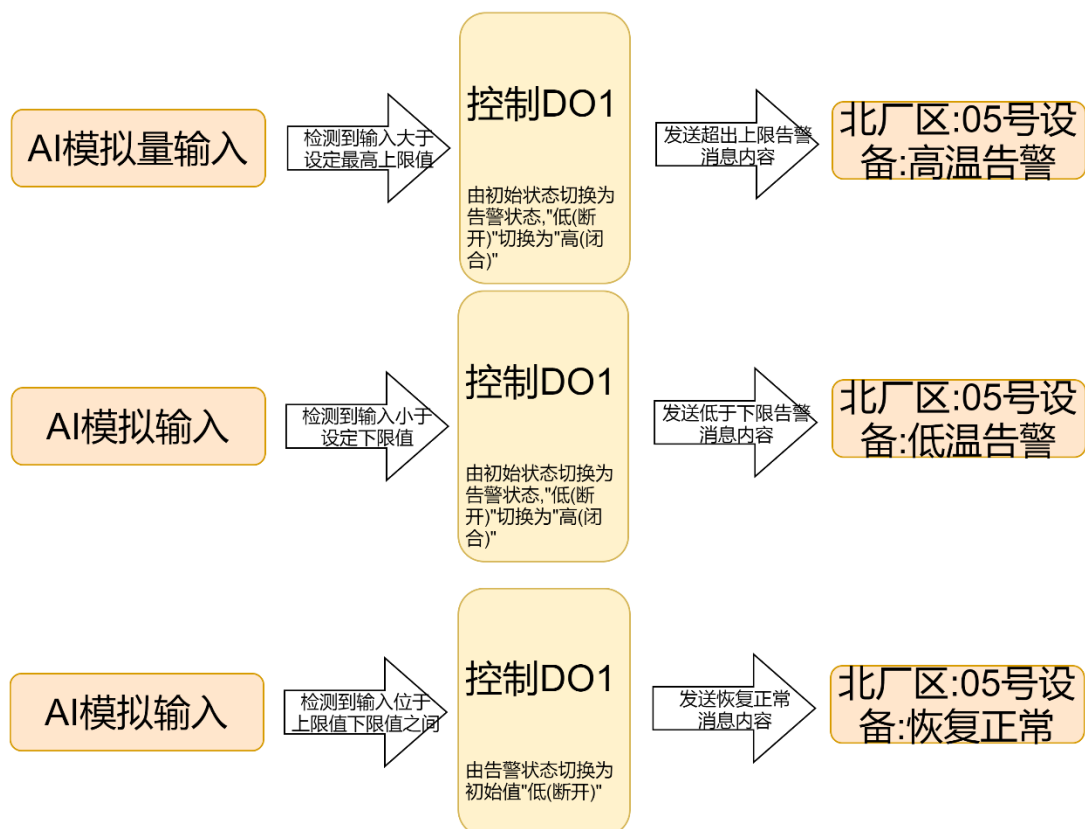 AI模拟量输入
检测到输入大于
设定最高上限值
控制DO1
由初始状态切换为
告警状态,"低(断
开)"切换为"高(闭
合)"
发送超出上限告警
消息内容
北厂区:05号设
备:高温告警
AI模拟输入
检测到输入小于
设定下限值
控制DO1
由初始状态切换为
告警状态,"低(断
开)"切换为"高(闭
合)"
发送低于下限告警
消息内容
北厂区:05号设
备:低温告警
AI模拟输入
检测到输入位于
上限值下限值之间
控制DO1
由告警状态切换为
初始值"低(断开)"
发送恢复正常
消息内容
北厂区:05号设
备:恢复正常